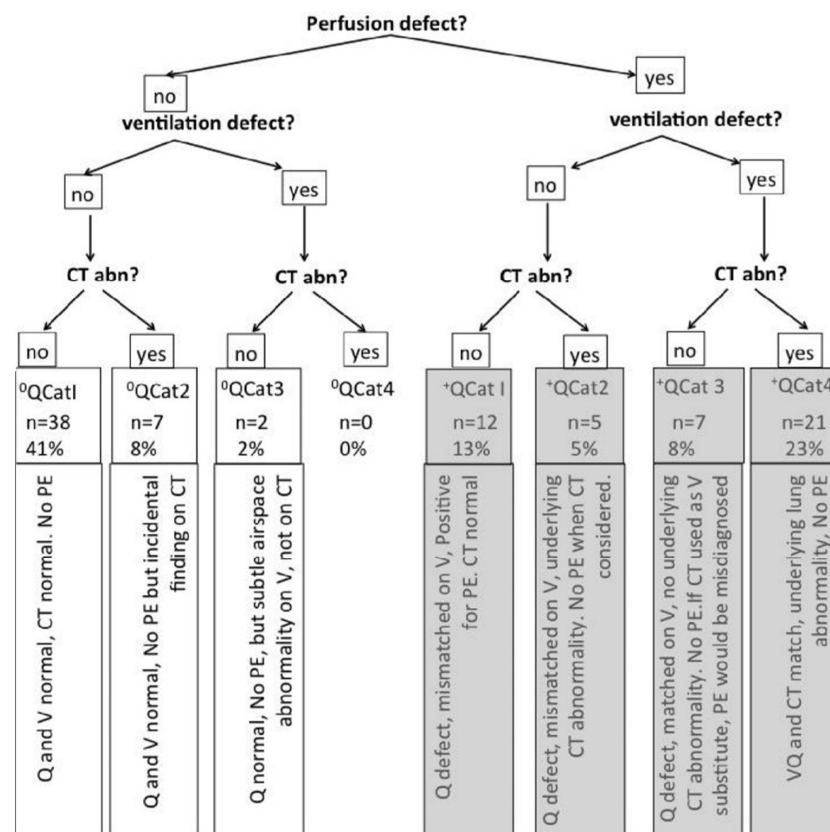 Perfusion defect?
no
yes
ventilation defect?
ventilation defect?
no
yes
no
yes
CT abn?
CT abn?
CT abn?
CT abn?
no
yes
no
yes
no
yes
no
yes
⁰QCatI
n=38
41%
⁰QCat2
n=7
8%
⁰QCat3
n=2
2%
⁰QCat4
n=0
0%
⁺QCat I
n=12
13%
⁺QCat2
n=5
5%
⁺QCat 3
n=7
8%
⁺QCat4
n=21
23%
Q and V normal, CT normal. No PE
Q and V normal, No PE but incidental
finding on CT
Q normal, No PE, but subtle airspace
abnormality on V, not on CT
Q defect, mismatched on V, Positive
for PE. CT normal
Q defect, mismatched on V, underlying
CT abnormality. No PE when CT
considered.
Q defect, matched on V, no underlying
CT abnormality. No PE.If CT used as V
substitute, PE would be misdiagnosed
VQ and CT match, underlying lung
abnormality, No PE